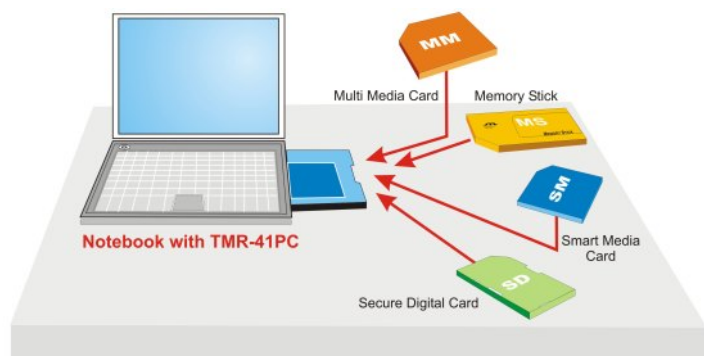 MM
Multi Media Card
Memory Stick
MS
SM
Notebook with TMR-41PC
Smart Media
Card
SD
Secure Digital Card